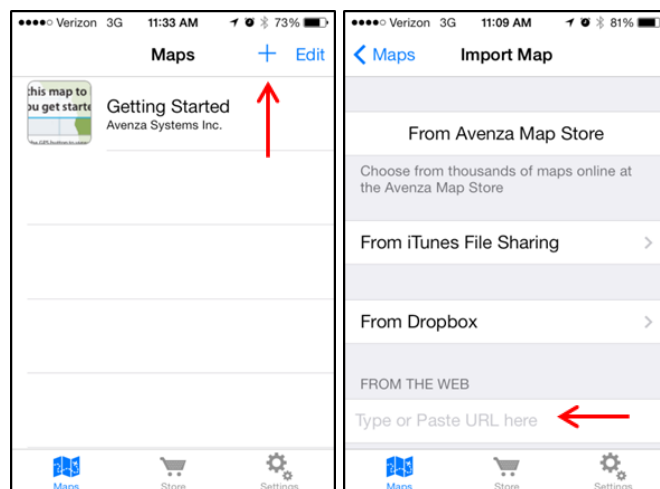 Verizon 3G 11:33 AM 73%
Maps + Edit
this map to
ou get starte
Getting Started
Avenza Systems Inc.
Maps Store Settings
Verizon 3G 11:09 AM 81%
Maps Import Map
From Avenza Map Store
Choose from thousands of maps online at
the Avenza Map Store
From iTunes File Sharing
From Dropbox
FROM THE WEB
Type or Paste URL here
Maps Store Settings